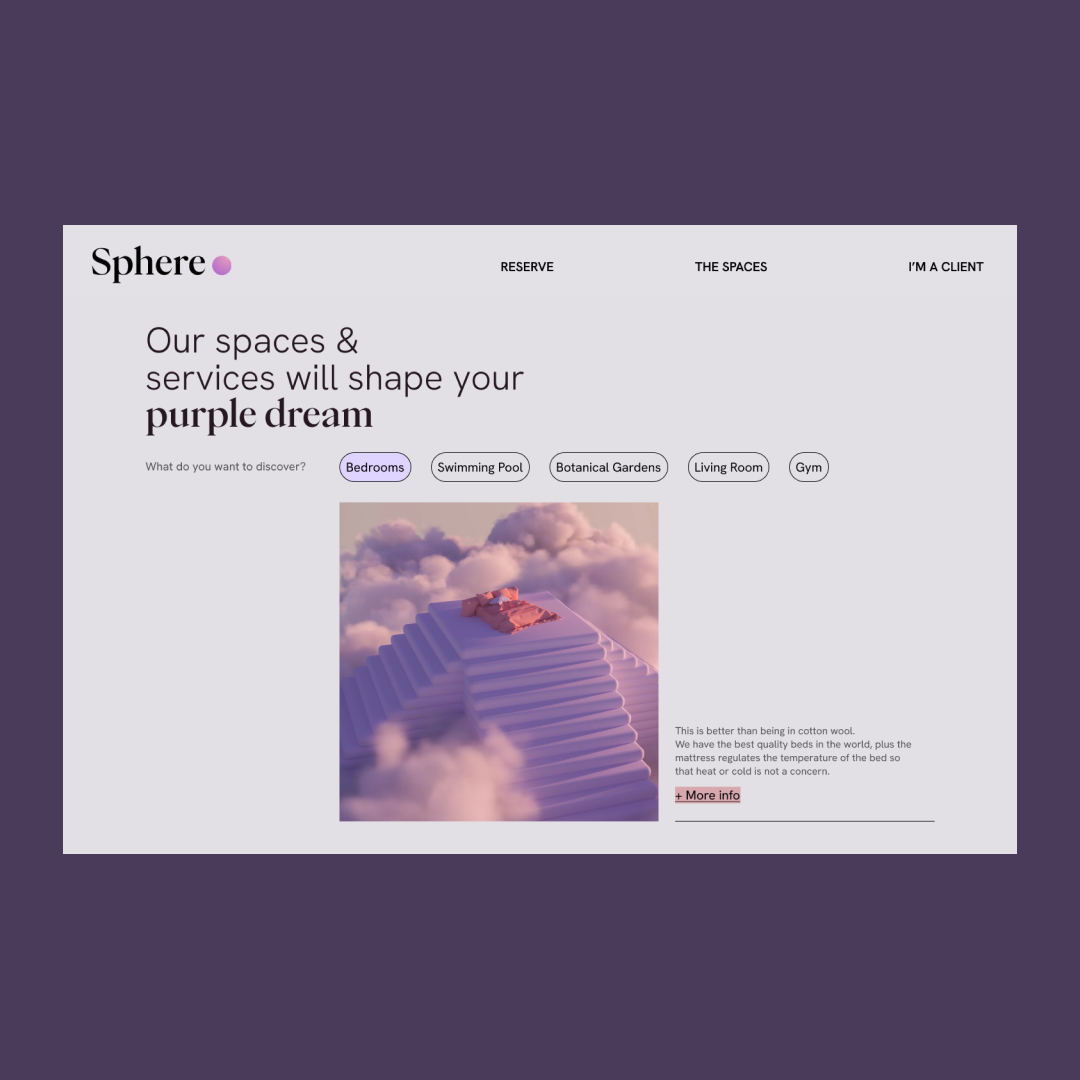 Sphere
RESERVE
THE SPACES
I'M A CLIENT
Our spaces &
services will shape your
purple dream
What do you want to discover?
Bedrooms
Swimming Pool
Botanical Gardens
Living Room
Gym
This is better than being in cotton wool.
We have the best quality beds in the world, plus the
mattress regulates the temperature of the bed so
that heat or cold is not a concern.
+ More info